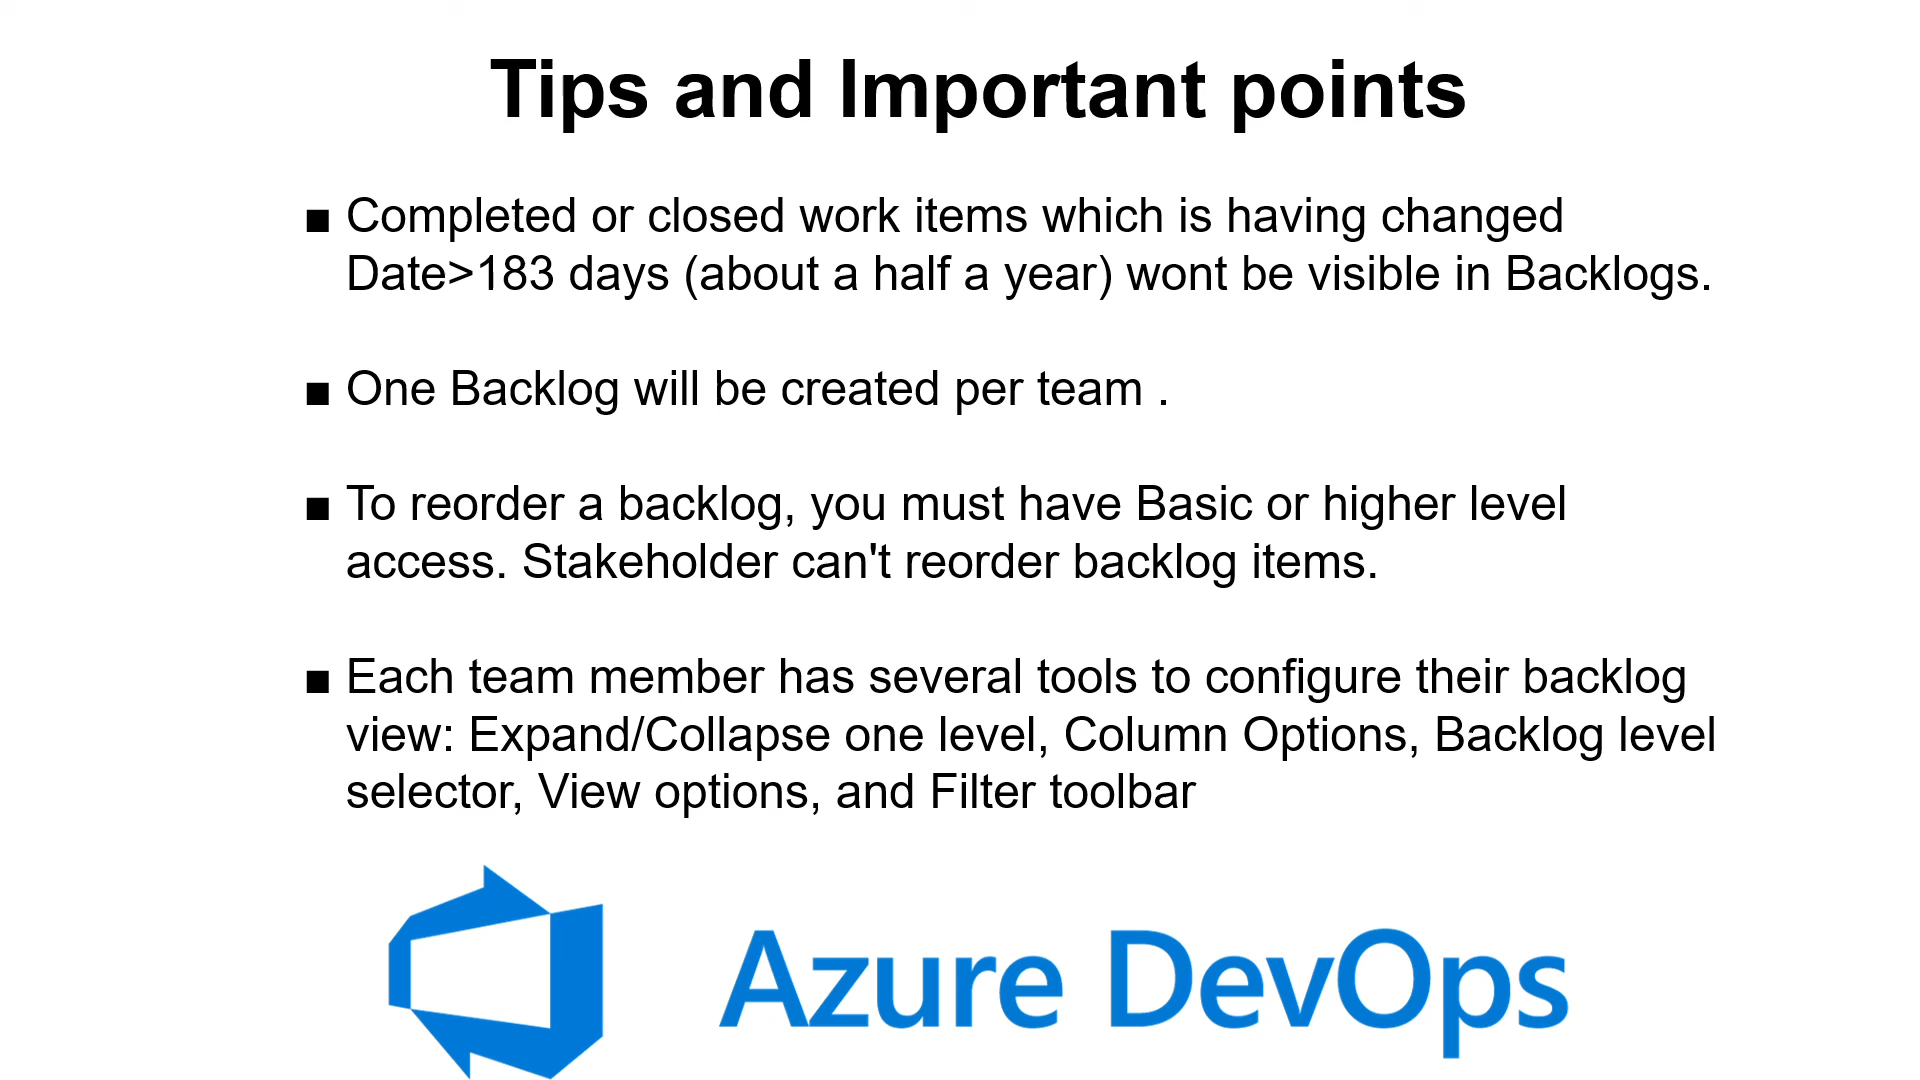 Tips and Important points
■ Completed or closed work items which is having changed
Date>183 days (about a half a year) wont be visible in Backlogs.
■ One Backlog will be created per team .
■ To reorder a backlog, you must have Basic or higher level
access. Stakeholder can't reorder backlog items.
■ Each team member has several tools to configure their backlog
view: Expand/Collapse one level, Column Options, Backlog level
selector, View options, and Filter toolbar
Azure DevOps